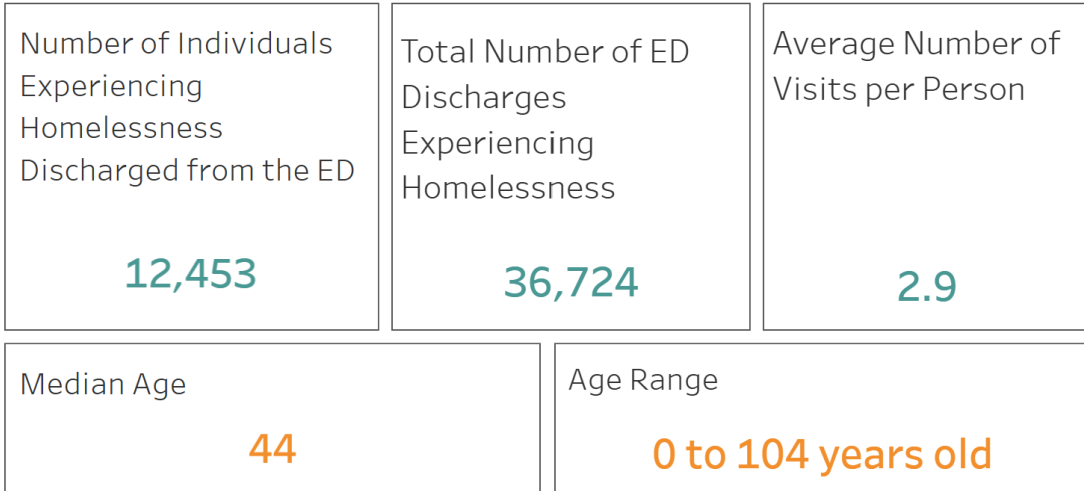 Number of Individuals
Experiencing
Homelessness
Discharged from the ED
12,453
Total Number of ED
Discharges
Experiencing
Homelessness
36,724
Average Number of
Visits per Person
2.9
Median Age
44
Age Range
0 to 104 years old